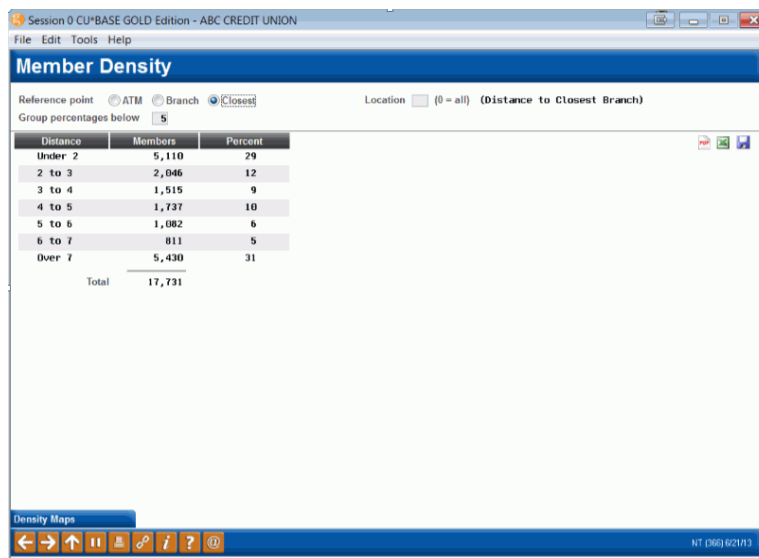 Session 0 CU*BASE GOLD Edition - ABC CREDIT UNION
File Edit Tools Help
Member Density
Reference point ATM Branch Closest Location (0 = all) (Distance to Closest Branch)
Group percentages below 5
Distance Members Percent
Under 2 5,110 29
2 to 3 2,046 12
3 to 4 1,515 9
4 to 5 1,737 10
5 to 6 1,082 6
6 to 7 811 5
Over 7 5,430 31
Total 17,731
PDF
Density Maps
NT (366) 6/21/13